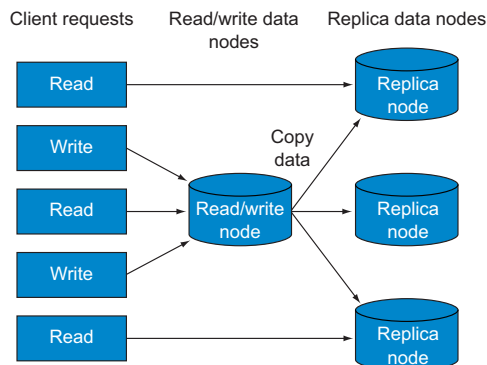 Client requests
Read/write data
nodes
Replica data nodes
Read
Replica
node
Write
Copy
data
Read
Read/write
node
Replica
node
Write
Read
Replica
node